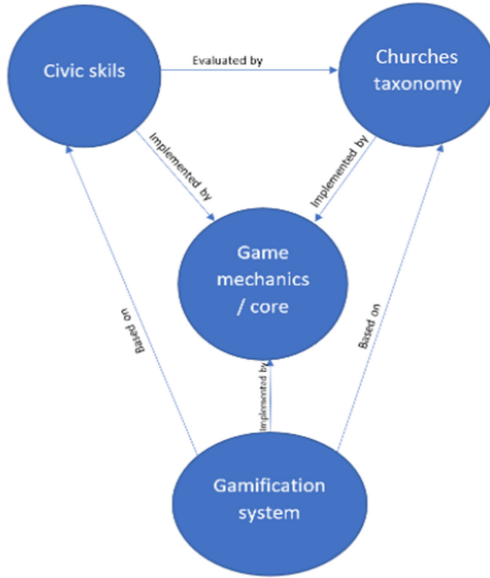 Civic skils
Evaluated by
Churches
taxonomy
Implemented by
Implemented by
Game
mechanics
/ core
Based on
Based on
Implemented by
Gamification
system